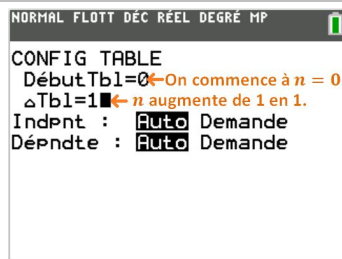 NORMAL FLOTT DÉC RÉEL DEGRÉ MP
CONFIG TABLE
DébutTbl=0←On commence à n = 0
△Tbl=1←n augmente de 1 en 1.
Indpnt : Auto Demande
Dépndte : Auto Demande